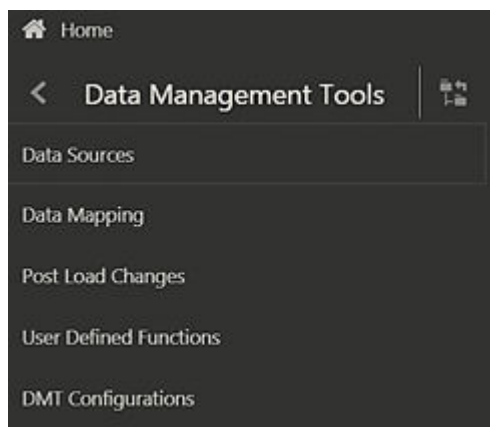 Home
Data Management Tools
Data Sources
Data Mapping
Post Load Changes
User Defined Functions
DMT Configurations